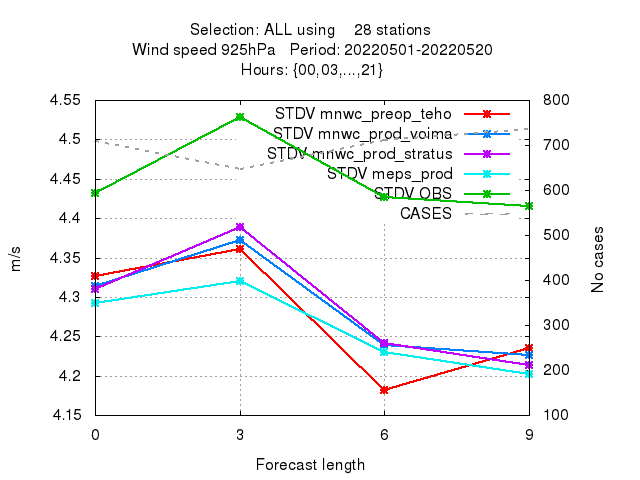 Selection: ALL using    28 stations
Wind speed 925hPa   Period: 20220501-20220520
Hours: {00,03,...,21}
4.55
4.5
4.45
4.4
4.35
4.3
4.25
4.2
4.15
m/s
STDV mnwc_preop_teho
STDV mnwc_prod_voima
STDV mnwc_prod_stratus
STDV meps_prod
STDV OBS
CASES
800
700
600
500
400
300
200
100
No cases
0 3 6 9
Forecast length